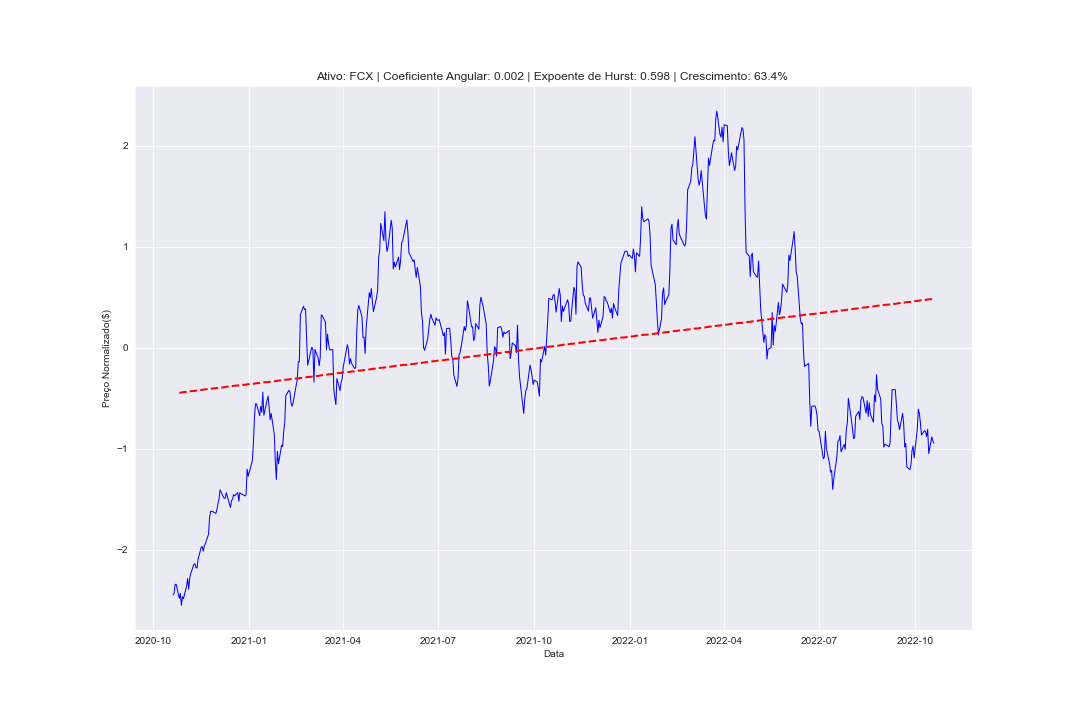 Ativo: FCX | Coeficiente Angular: 0.002 | Expoente de Hurst: 0.598 | Crescimento: 63.4%
Preço Normalizado($)
2
1
0
−1
−2
2020-10 2021-01 2021-04 2021-07 2021-10 2022-01 2022-04 2022-07 2022-10
Data